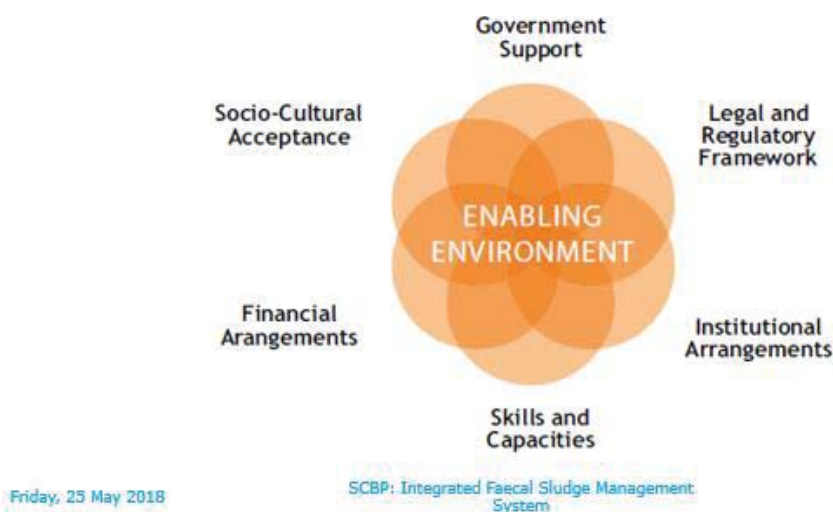 Government
Support
Socio-Cultural
Acceptance
Legal and
Regulatory
Framework
ENABLING
ENVIRONMENT
Financial
Arangements
Institutional
Arrangements
Skills and
Capacities
Friday, 25 May 2018
SCBP: Integrated Faecal Sludge Management
System